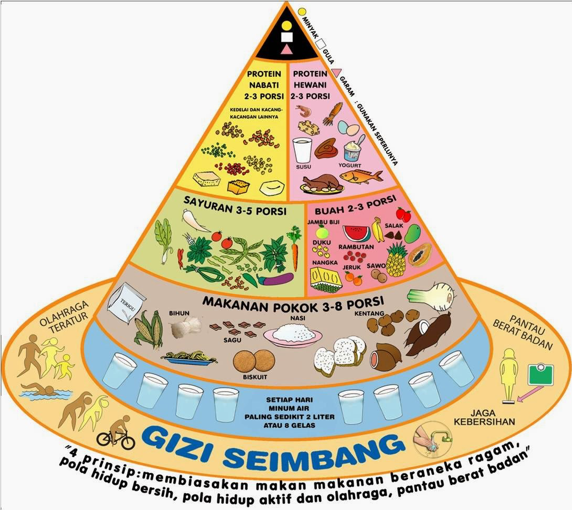 MINYAK
GULA
GARAM
: GUNAKAN SEPERLUNYA
PROTEIN
NABATI
2-3 PORSI
KEDELAI DAN KACANG-
KACANGAN LAINNYA
PROTEIN
HEWANI
2-3 PORSI
SUSU
YOGURT
SAYURAN 3-5 PORSI
BUAH 2-3 PORSI
JAMBU BIJI
SALAK
DUKU
RAMBUTAN
NANGKA
JERUK
SAWO
MAKANAN POKOK 3-8 PORSI
TERIGU
BIHUN
SAGU
NASI
KENTANG
BISKUIT
OLAHRAGA
TERATUR
PANTAU
BERAT BADAN
SETIAP HARI
MINUM AIR
PALING SEDIKIT 2 LITER
ATAU 8 GELAS
JAGA
KEBERSIHAN
GIZI SEIMBANG
"4 prinsip:membiasakan makan makanan beraneka ragam,
pola hidup bersih, pola hidup aktif dan olahraga, pantau berat badan"